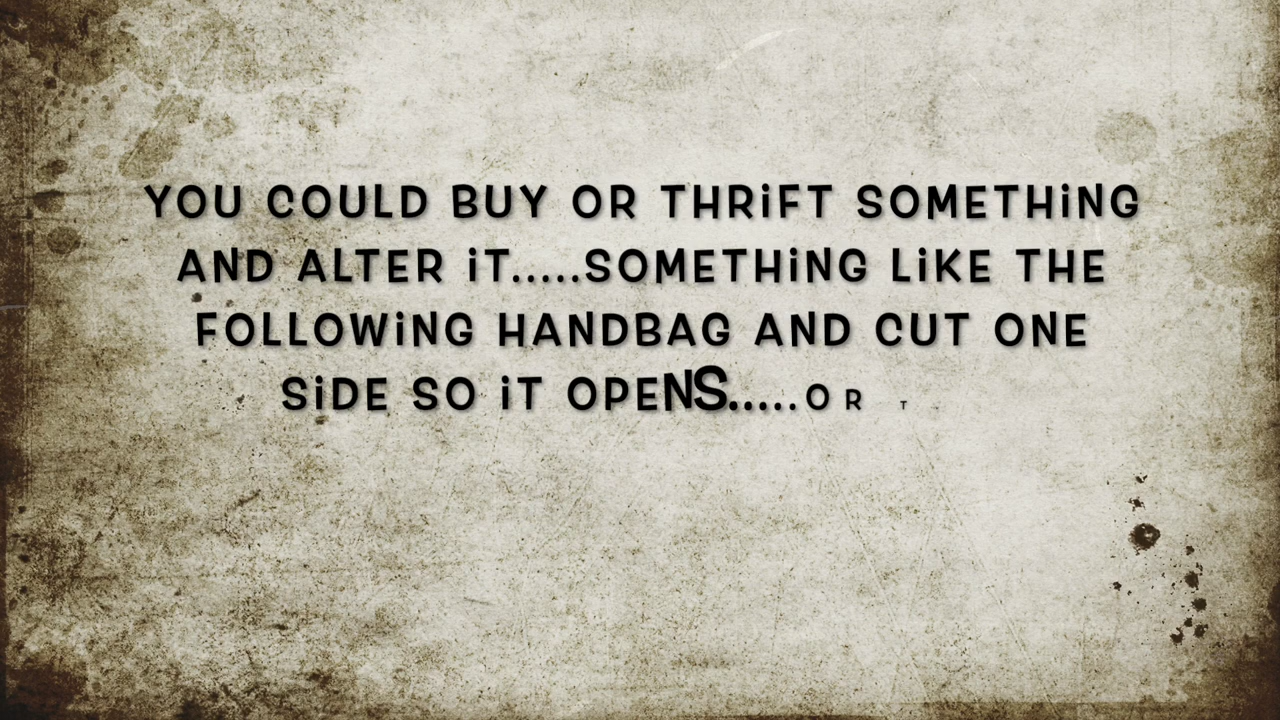 YOU COULD BUY OR THRiFT SOMETHiNG
AND ALTER iT.....SOMETHiNG LiKE THE
FOLLOWiNG HANDBAG AND CUT ONE
SiDE SO iT OPENS.....OR T